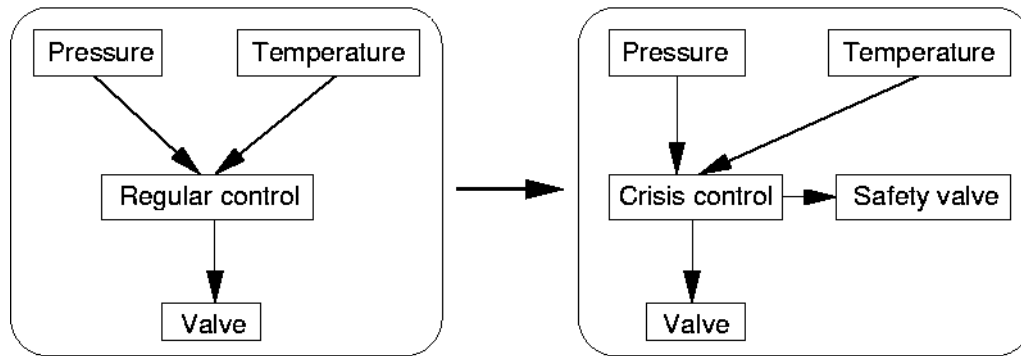 Pressure
Temperature
Regular control
Valve
Pressure
Temperature
Crisis control
Safety valve
Valve